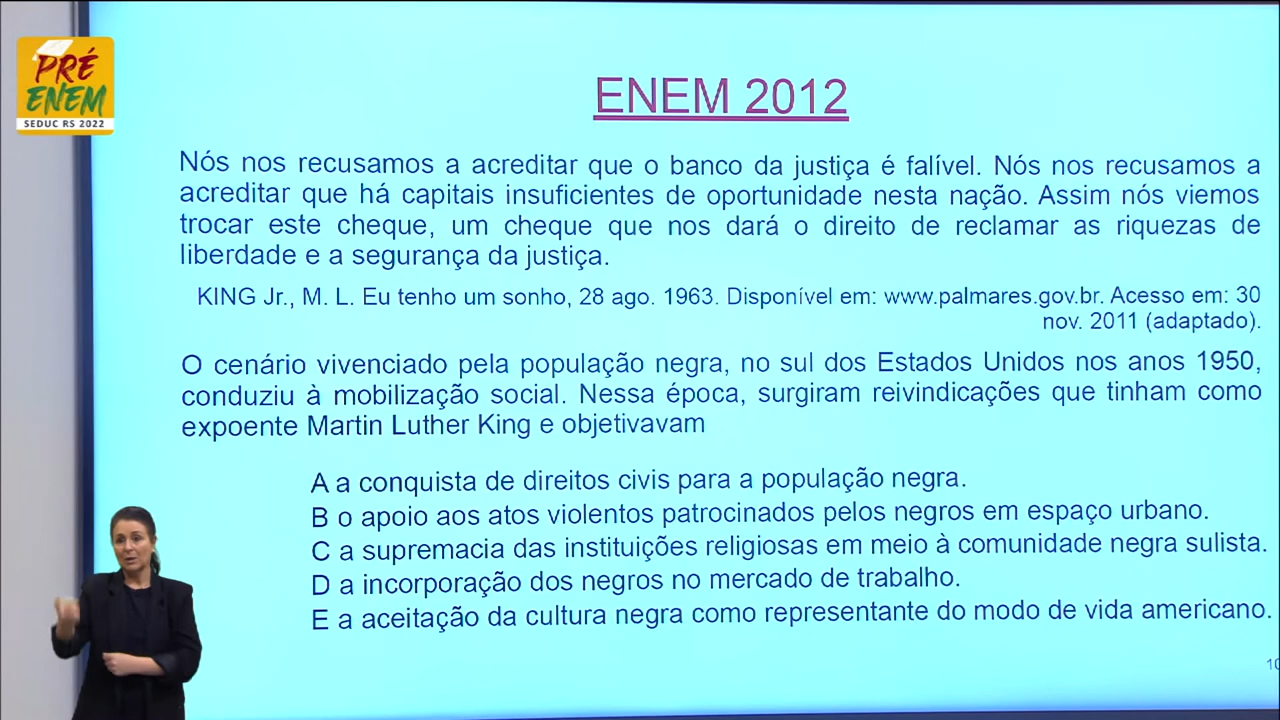 PRÉ
ENEM
SEDUC RS 2022
ENEM 2012
Nós nos recusamos a acreditar que o banco da justiça é falível. Nós nos recusamos a
acreditar que há capitais insuficientes de oportunidade nesta nação. Assim nós viemos
trocar este cheque, um cheque que nos dará o direito de reclamar as riquezas de
liberdade e a segurança da justiça.
KING Jr., M. L. Eu tenho um sonho, 28 ago. 1963. Disponível em: www.palmares.gov.br. Acesso em: 30
nov. 2011 (adaptado).
O cenário vivenciado pela população negra, no sul dos Estados Unidos nos anos 1950,
conduziu à mobilização social. Nessa época, surgiram reivindicações que tinham como
expoente Martin Luther King e objetivavam
A a conquista de direitos civis para a população negra.
B o apoio aos atos violentos patrocinados pelos negros em espaço urbano.
C a supremacia das instituições religiosas em meio à comunidade negra sulista.
D a incorporação dos negros no mercado de trabalho.
E a aceitação da cultura negra como representante do modo de vida americano.